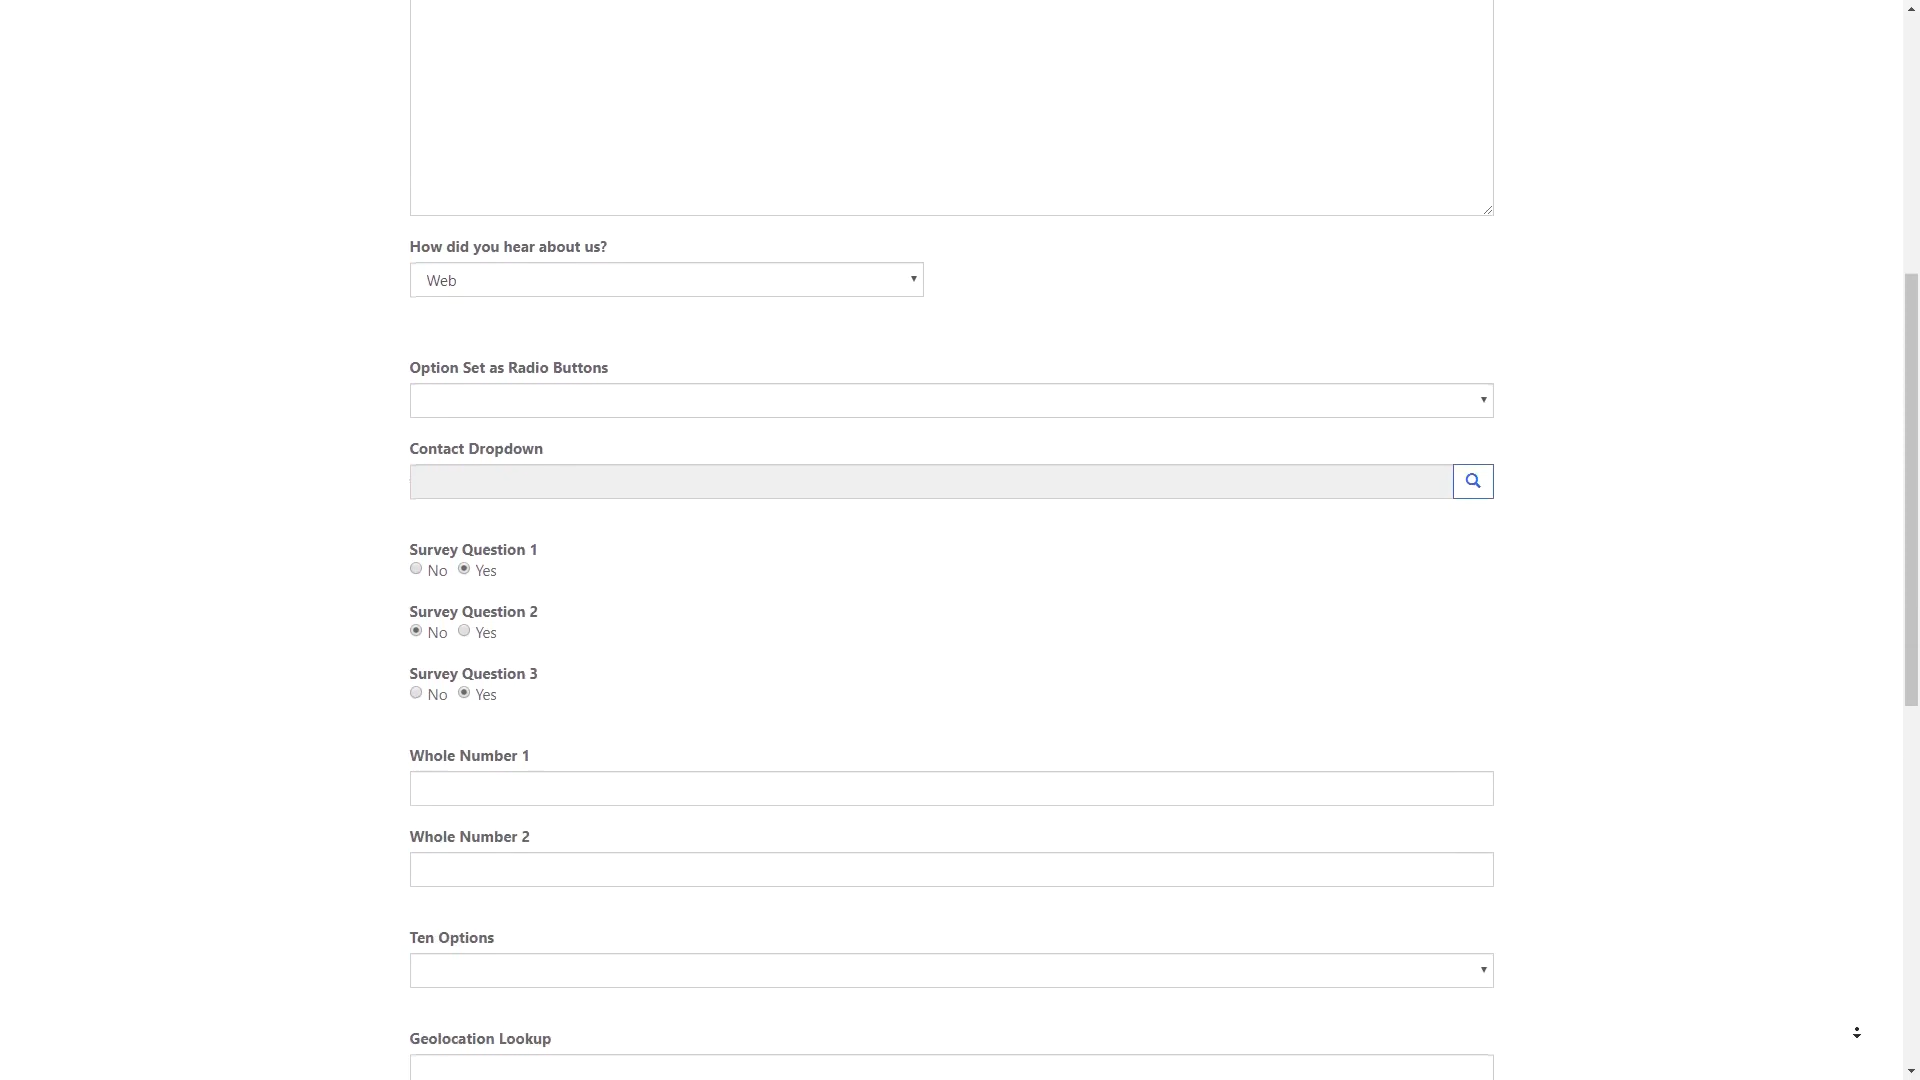 How did you hear about us?
Web
Option Set as Radio Buttons
Contact Dropdown
Survey Question 1
No Yes
Survey Question 2
No Yes
Survey Question 3
No Yes
Whole Number 1
Whole Number 2
Ten Options
Geolocation Lookup